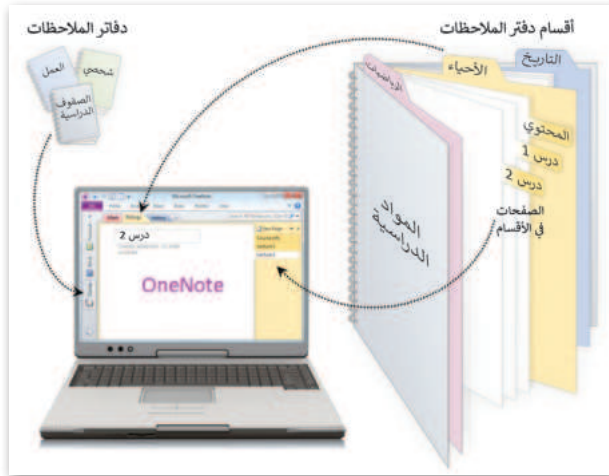 أقسام دفتر الملاحظات
دفاتر الملاحظات
التاريخ
الأحياء
الرياضيات
العمل
شخصي
الصفوف
الدراسية
المحتوي
درس 1
درس 2
الصفحات
في الأقسام
المواد
الدراسية
Microsoft OneNote
درس 2
OneNote